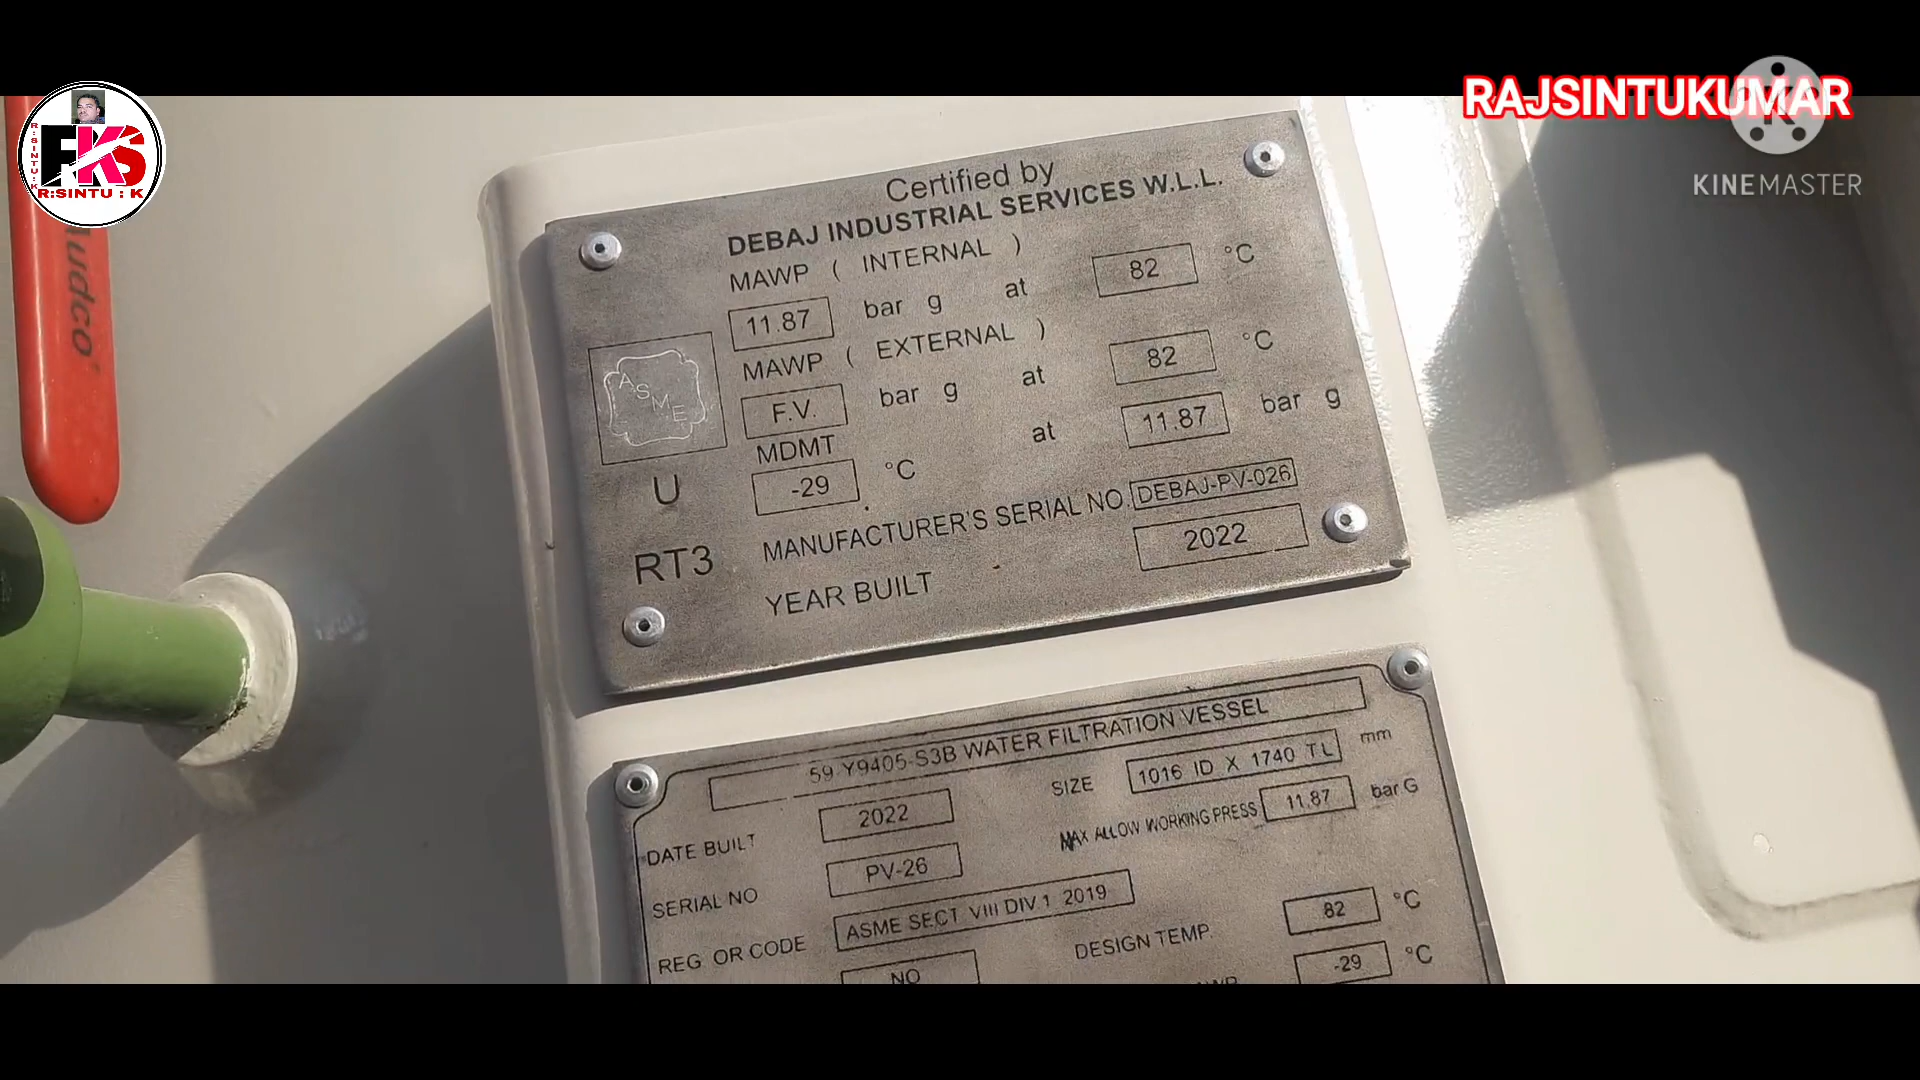 RAJSINTUKUMAR
KINEMASTER
RKS
R:SINTU:K
R:SINTU:K
Audco
Certified by
DEBAJ INDUSTRIAL SERVICES W.L.L.
MAWP ( INTERNAL )
11.87 bar g at 82 °C
MAWP ( EXTERNAL )
F.V. bar g at 82 °C
MDMT
-29 °C at 11.87 bar g
ASME
U
RT3
MANUFACTURER'S SERIAL NO. DEBAJ-PV-026
YEAR BUILT 2022
59-Y9405-S3B WATER FILTRATION VESSEL
DATE BUILT 2022 SIZE 1016 ID X 1740 TL mm
SERIAL NO PV-26 MAX ALLOW WORKING PRESS 11.87 bar G
REG OR CODE ASME SECT VIII DIV.1 2019 DESIGN TEMP. 82 °C
NO -29 °C